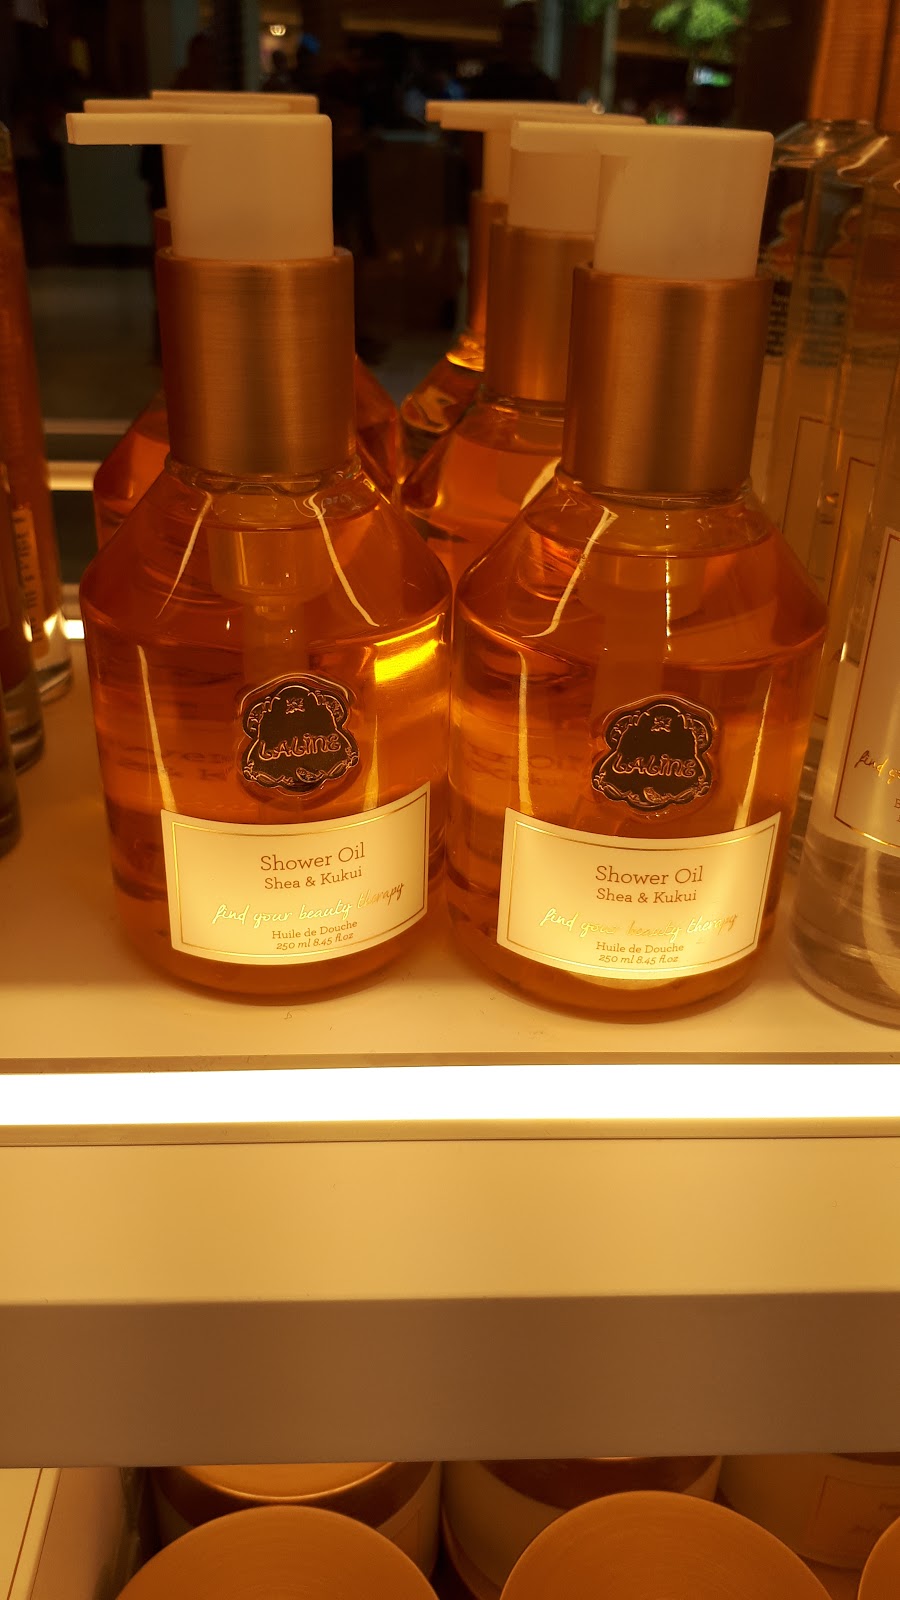 LALiNE
Shower Oil
Shea & Kukui
find your beauty therapy
Huile de Douche
250 ml 8.45 fl.oz
LALiNE
Shower Oil
Shea & Kukui
find your beauty therapy
Huile de Douche
250 ml 8.45 fl.oz
find